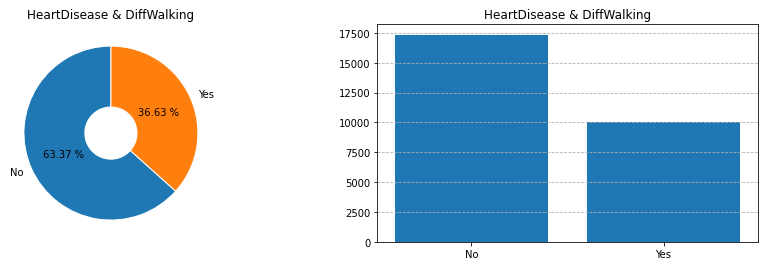 HeartDisease & DiffWalking
Yes
36.63 %
63.37 %
No
HeartDisease & DiffWalking
17500
15000
12500
10000
7500
5000
2500
0
No
Yes